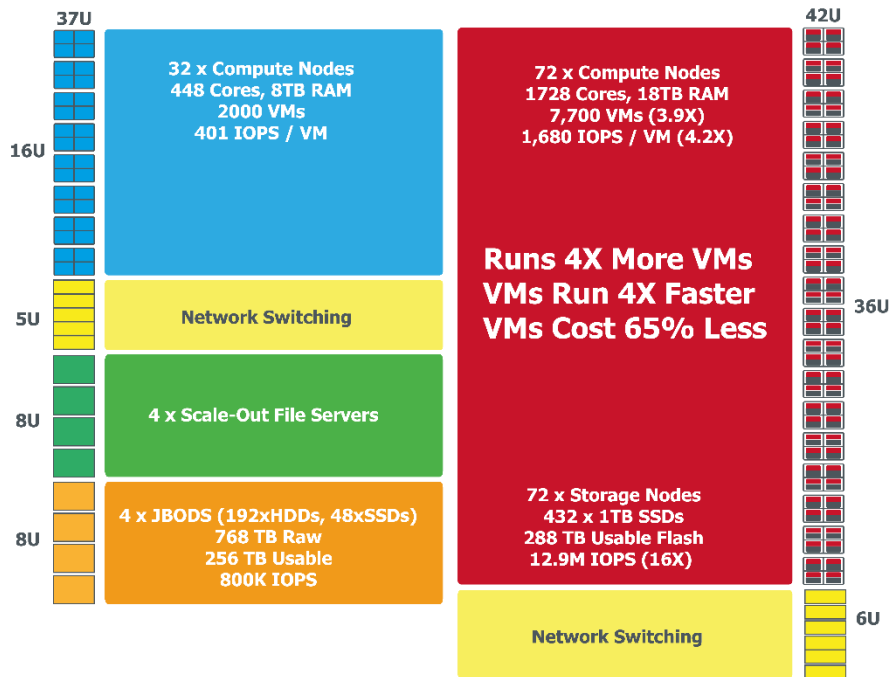 37U
42U
16U
32 x Compute Nodes
448 Cores, 8TB RAM
2000 VMs
401 IOPS / VM
5U
Network Switching
8U
4 x Scale-Out File Servers
8U
4 x JBODS (192xHDDs, 48xSSDs)
768 TB Raw
256 TB Usable
800K IOPS
72 x Compute Nodes
1728 Cores, 18TB RAM
7,700 VMs (3.9X)
1,680 IOPS / VM (4.2X)
Runs 4X More VMs
VMs Run 4X Faster
VMs Cost 65% Less
72 x Storage Nodes
432 x 1TB SSDs
288 TB Usable Flash
12.9M IOPS (16X)
36U
Network Switching
6U